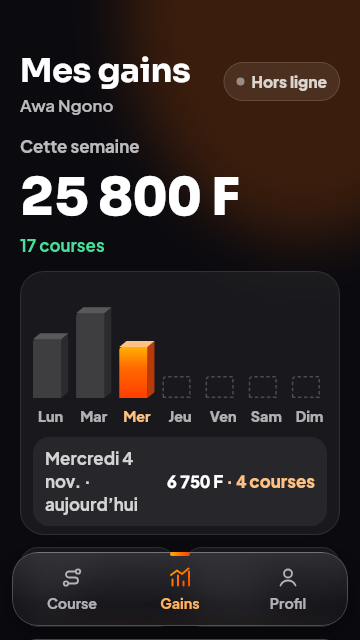 Mes gains
Hors ligne
Awa Ngono
Cette semaine
25 800 F
17 courses
Lun Mar Mer Jeu Ven Sam Dim
Mercredi 4
nov. ·
aujourd’hui
6 750 F · 4 courses
Course Gains Profil